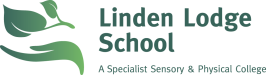 Linden Lodge
School
A Specialist Sensory & Physical College